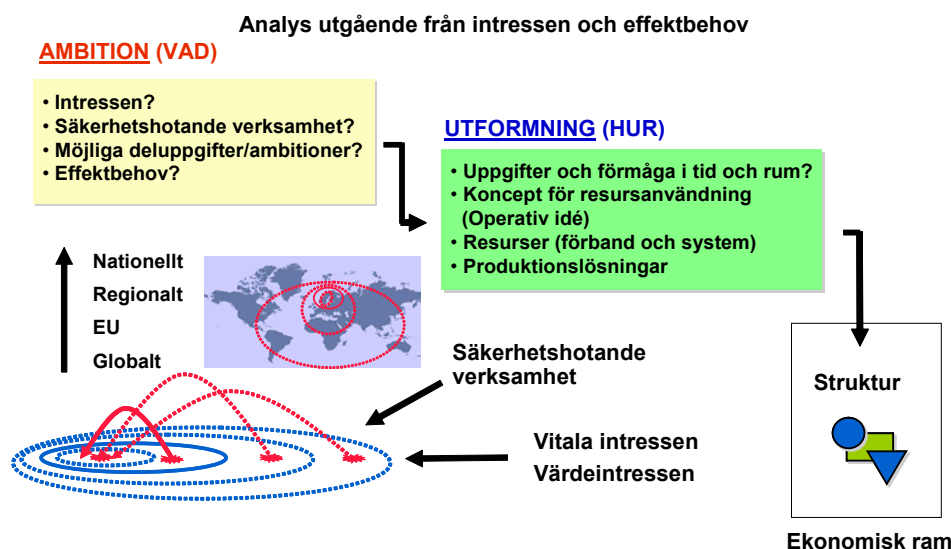 Analys utgående från intressen och effektbehov
AMBITION (VAD)
• Intressen?
• Säkerhetshotande verksamhet?
• Möjliga deluppgifter/ambitioner?
• Effektbehov?
UTFORMNING (HUR)
• Uppgifter och förmåga i tid och rum?
• Koncept för resursanvändning
(Operativ idé)
• Resurser (förband och system)
• Produktionslösningar
Nationellt
Regionalt
EU
Globalt
Säkerhetshotande
verksamhet
Vitala intressen
Värdeintressen
Struktur
Ekonomisk ram